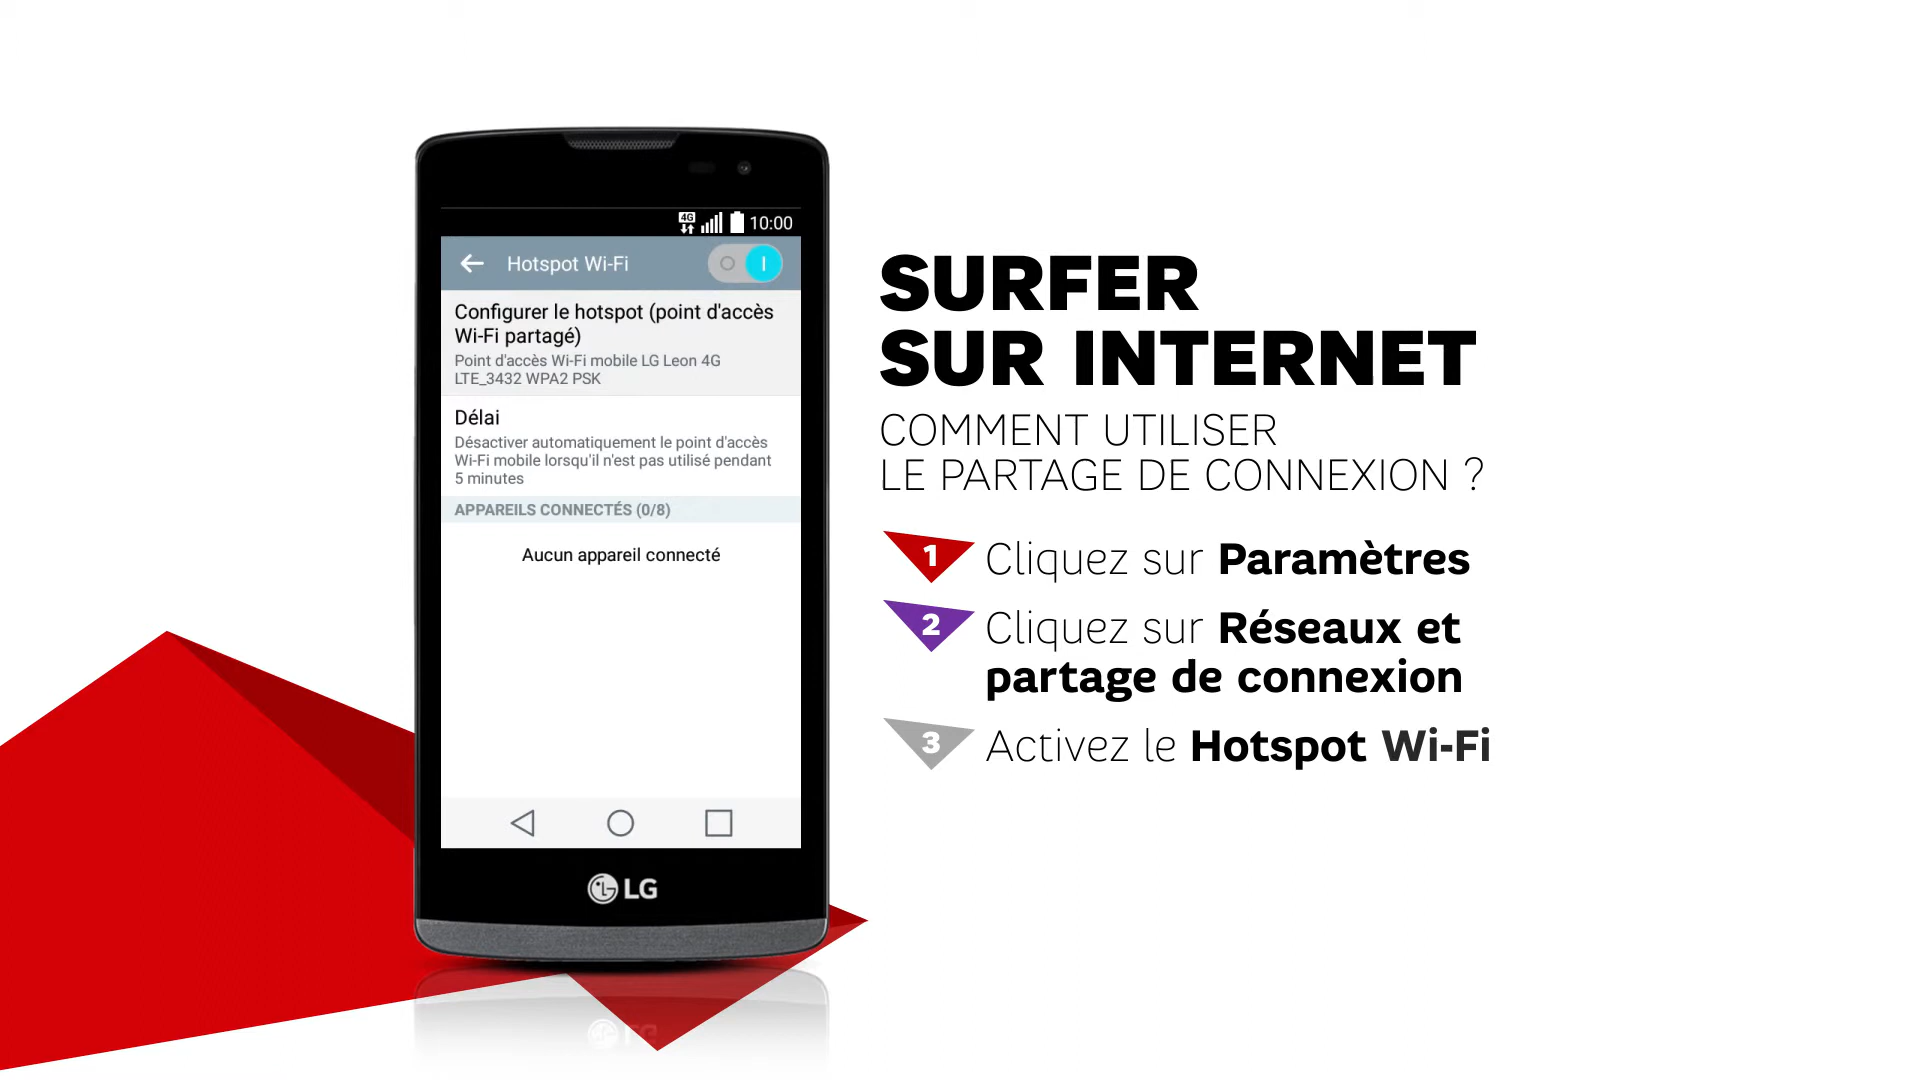 4G
10:00
Hotspot Wi-Fi
Configurer le hotspot (point d'accès
Wi-Fi partagé)
Point d'accès Wi-Fi mobile LG Leon 4G
LTE_3432 WPA2 PSK
Délai
Désactiver automatiquement le point d'accès
Wi-Fi mobile lorsqu'il n'est pas utilisé pendant
5 minutes
APPAREILS CONNECTÉS (0/8)
Aucun appareil connecté
LG
SURFER
SUR INTERNET
COMMENT UTILISER
LE PARTAGE DE CONNEXION ?
1 Cliquez sur Paramètres
2 Cliquez sur Réseaux et
partage de connexion
3 Activez le Hotspot Wi-Fi